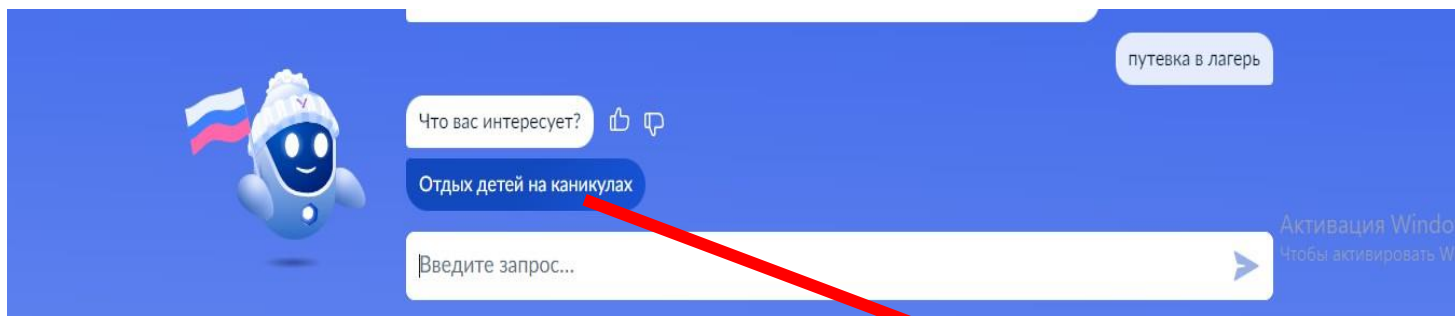 путевка в лагерь
Что вас интересует?
Отдых детей на каникулах
Введите запрос...
Активация Windo
Чтобы активировать W